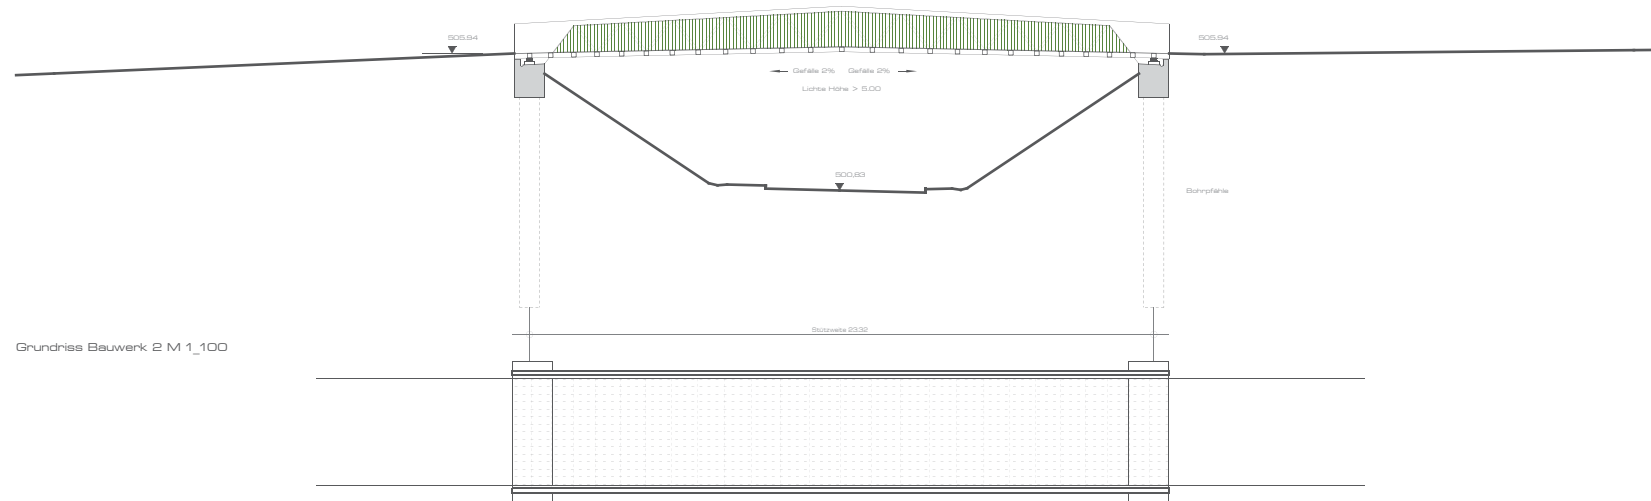 505.94
505.94
Gefälle 2% Gefälle 2%
Lichte Höhe > 5.00
500.83
Bohrpfähle
Stützweite 23.32
Grundriss Bauwerk 2 M 1_100